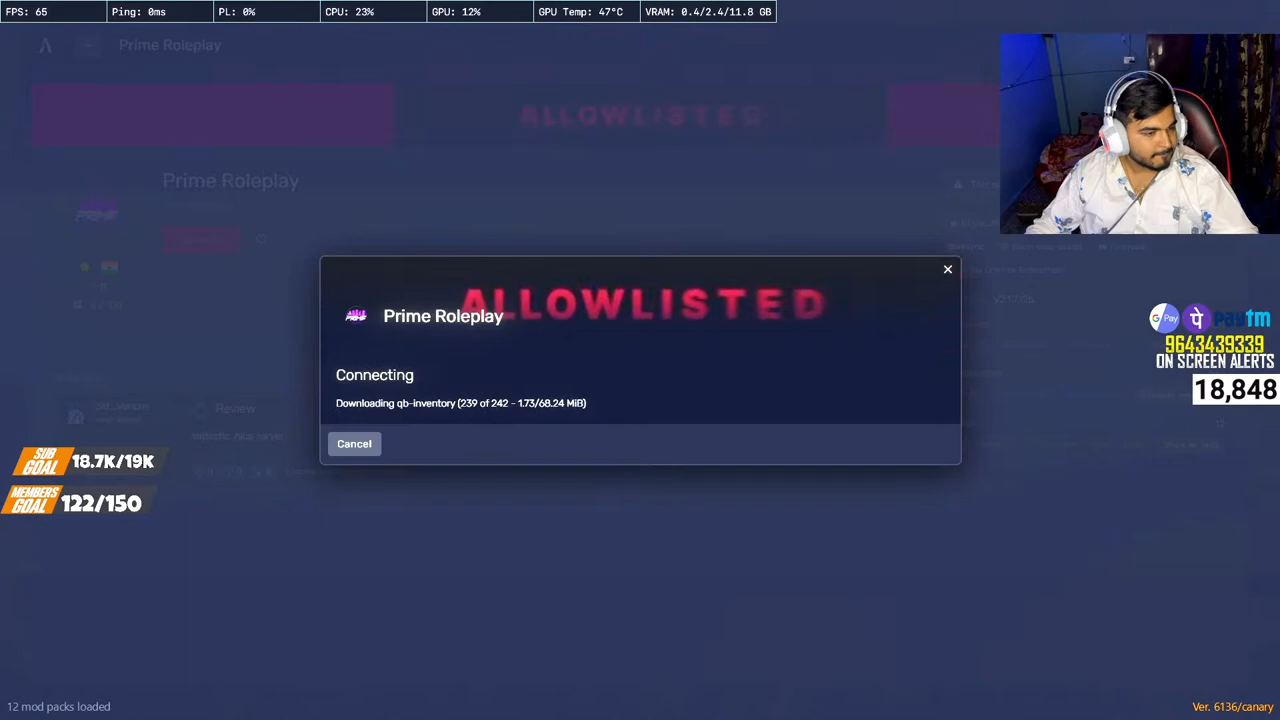 FPS: 65
Ping: 0ms
PL: 0%
CPU: 23%
GPU: 12%
GPU Temp: 47°C
VRAM: 0.4/2.4/11.8 GB
Prime Roleplay
ALLOWLISTED
Prime Roleplay
ALLOWLISTED
Prime Roleplay
Connecting
Downloading qb-inventory (239 of 242 - 1.73/68.24 MiB)
Cancel
Review
G Pay पे paytm
9643439339
ON SCREEN ALERTS
18,848
SUB GOAL 18.7K/19K
MEMBERS GOAL 122/150
12 mod packs loaded
Ver. 6136/canary